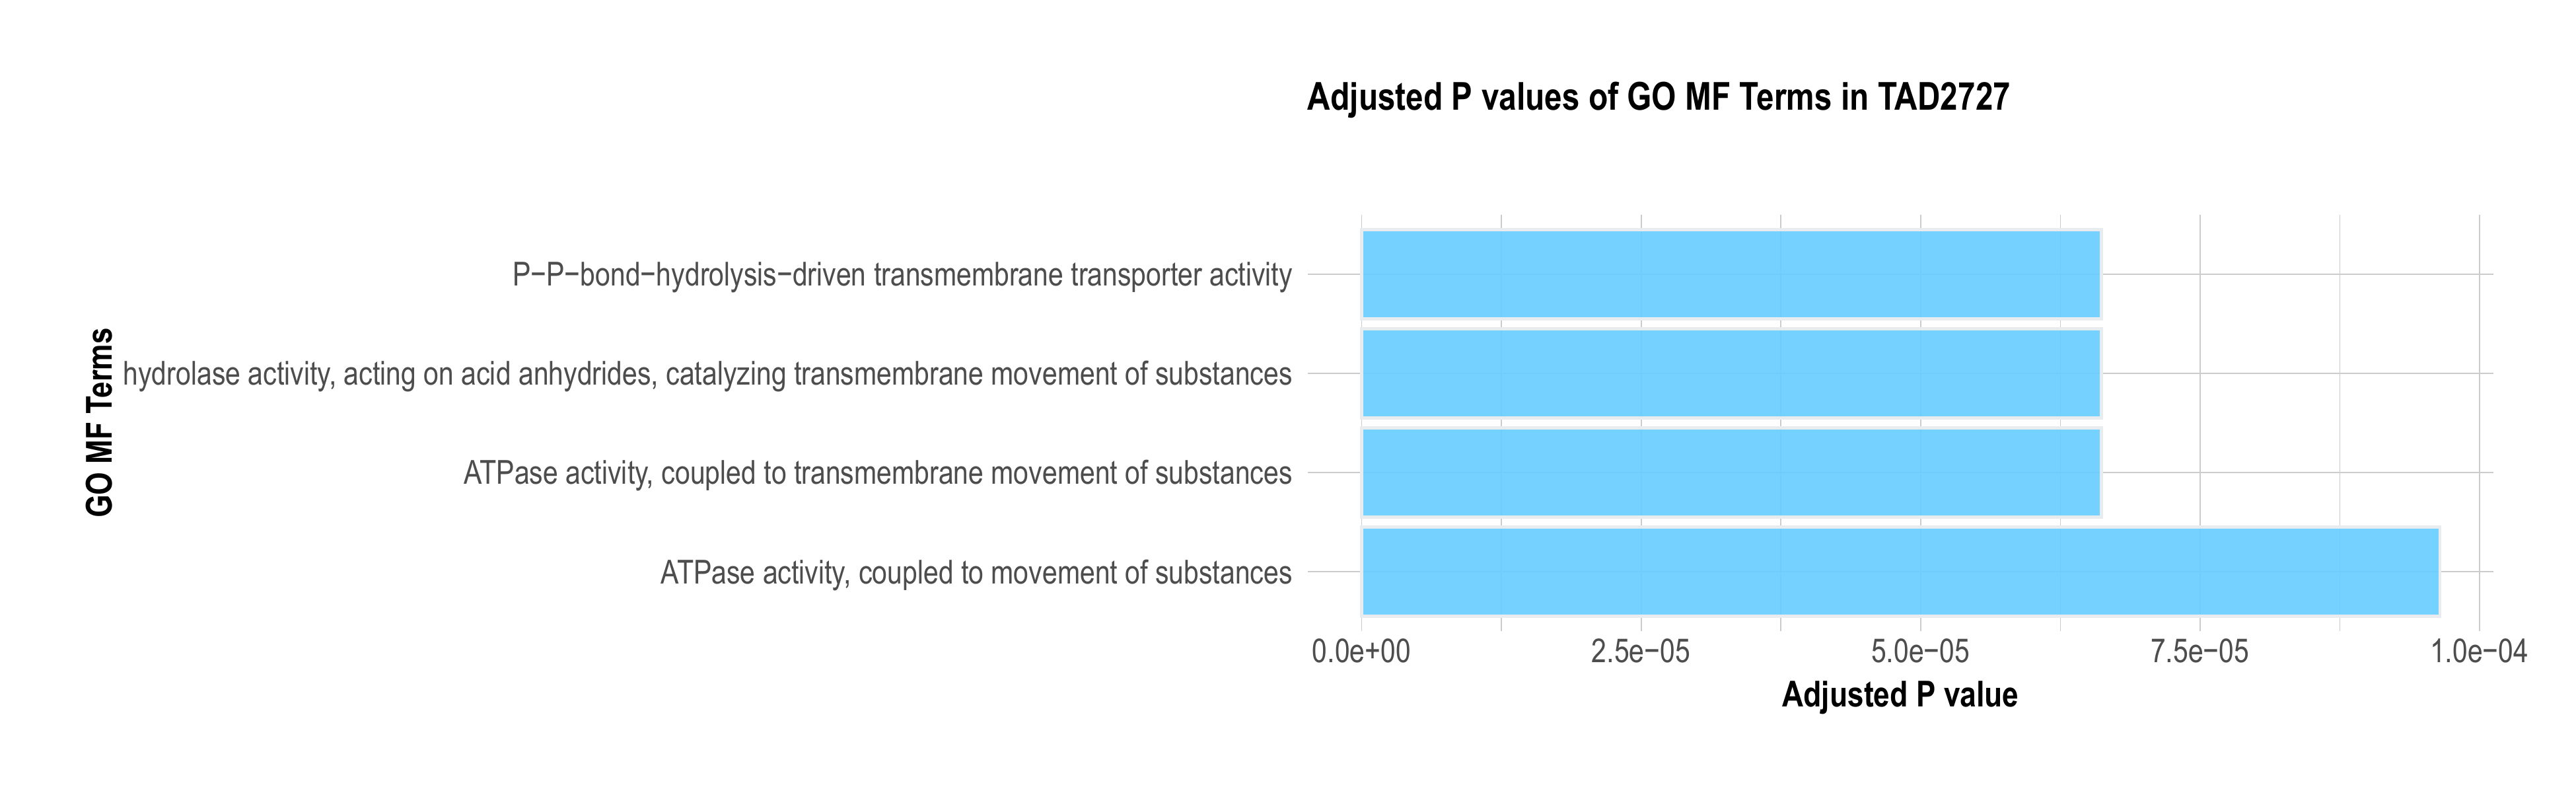 Adjusted P values of GO MF Terms in TAD2727
GO MF Terms
P−P−bond−hydrolysis−driven transmembrane transporter activity
hydrolase activity, acting on acid anhydrides, catalyzing transmembrane movement of substances
ATPase activity, coupled to transmembrane movement of substances
ATPase activity, coupled to movement of substances
0.0e+00 2.5e−05 5.0e−05 7.5e−05 1.0e−04
Adjusted P value